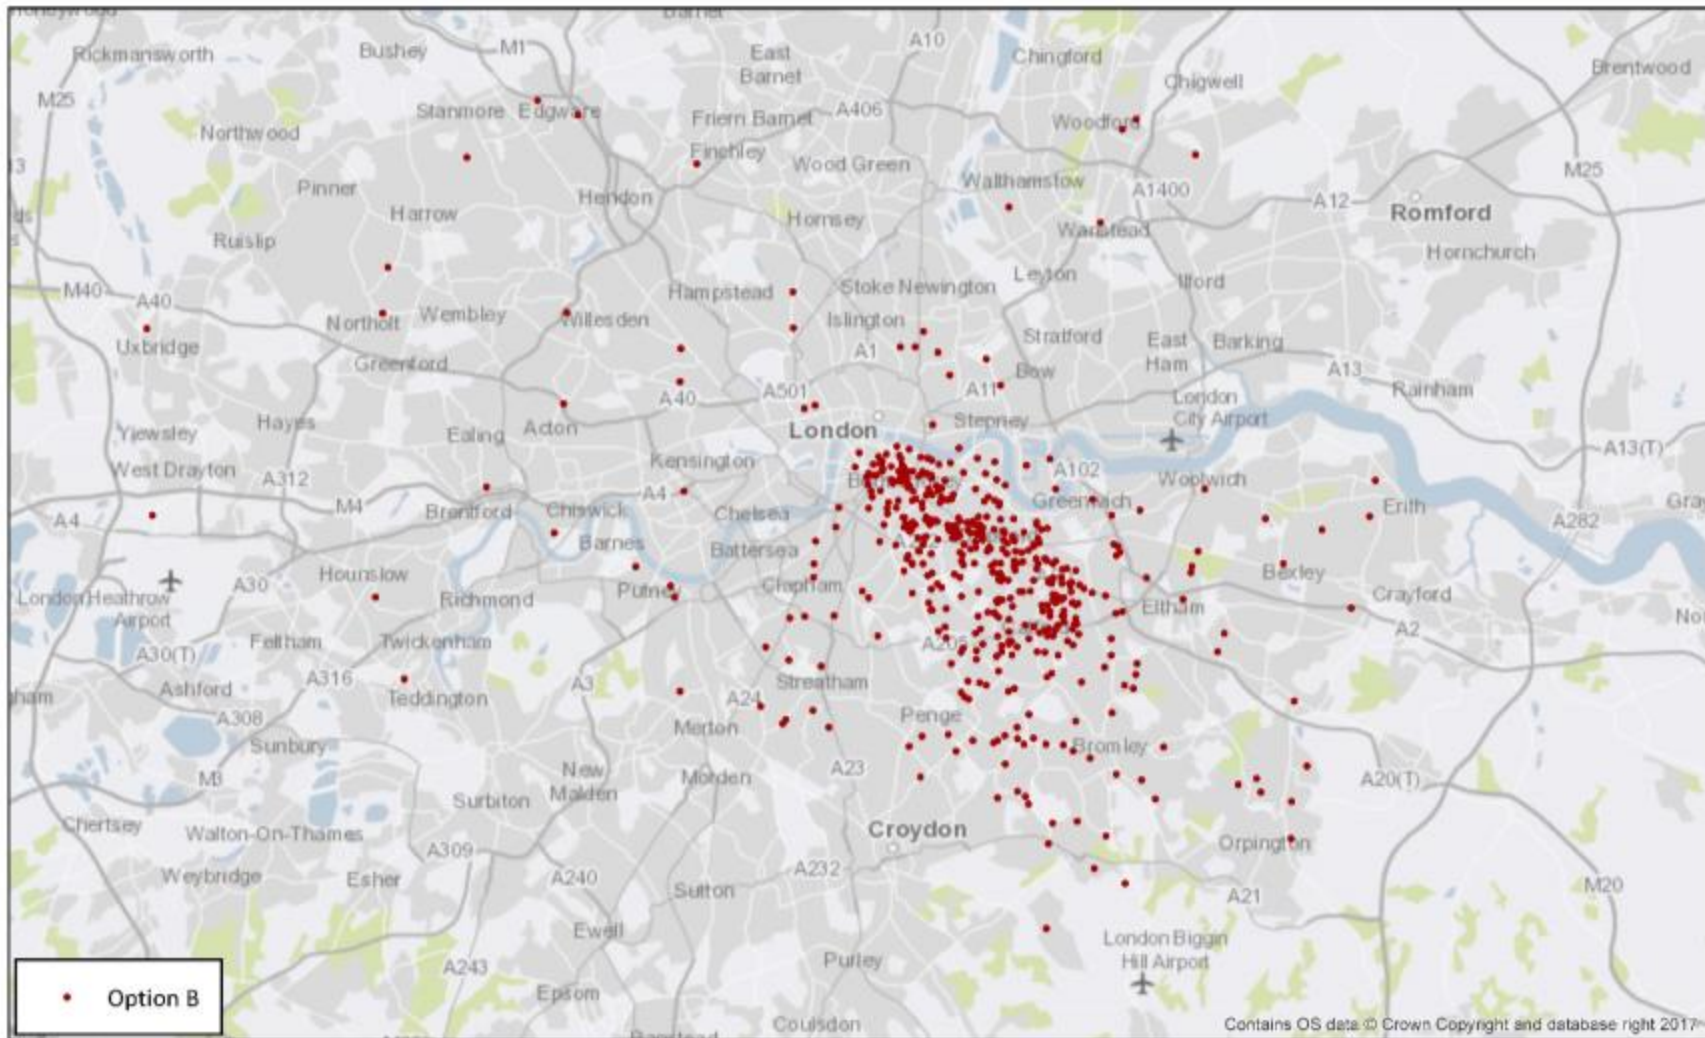 Barnet
Rickmansworth
Bushey
M1
A10
East
Barnet
Chingford
Brentwood
Chigwell
M25
Stanmore
Edgware
Friern Barnet
A406
Woodford
Northwood
Finchley
Wood Green
M25
Pinner
Hendon
Walthamstow
A1400
A12
Romford
Harrow
Hornsey
Wanstead
Ruislip
Hornchurch
Leyton
Ilford
M40
A40
Hampstead
Stoke Newington
Northolt
Wembley
Willesden
Islington
Uxbridge
Stratford
East
Ham
Barking
Greenford
A1
Bow
A13
Rainham
A40
A501
A11
London
City Airport
Hayes
Ealing
Acton
London
Stepney
Yiewsley
A13(T)
West Drayton
A312
Kensington
A102
Woolwich
M4
A4
Greenwich
Erith
A4
Brentford
Chiswick
Chelsea
A282
Barnes
Battersea
Hounslow
A30
Putney
Clapham
Bexley
Crayford
London Heathrow
Airport
Richmond
Eltham
Feltham
Twickenham
A205
A2
A30(T)
A316
Ashford
Teddington
A3
A24
Streatham
A308
Merton
Penge
Sunbury
Bromley
M3
New
Malden
Morden
A23
A20(T)
Surbiton
Chertsey
Walton-On-Thames
Croydon
A309
Orpington
Weybridge
Esher
A240
Sutton
A232
M20
A21
Ewell
London Biggin
Hill Airport
A243
Purley
Option B
Epsom
Coulsdon
Contains OS data © Crown Copyright and database right 2017